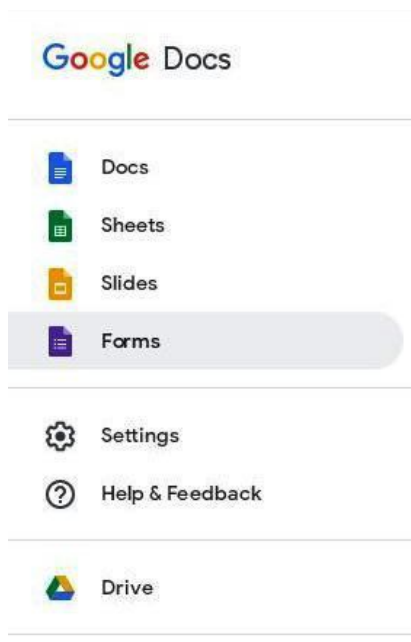 Google Docs
Docs
Sheets
Slides
Forms
Settings
Help & Feedback
Drive